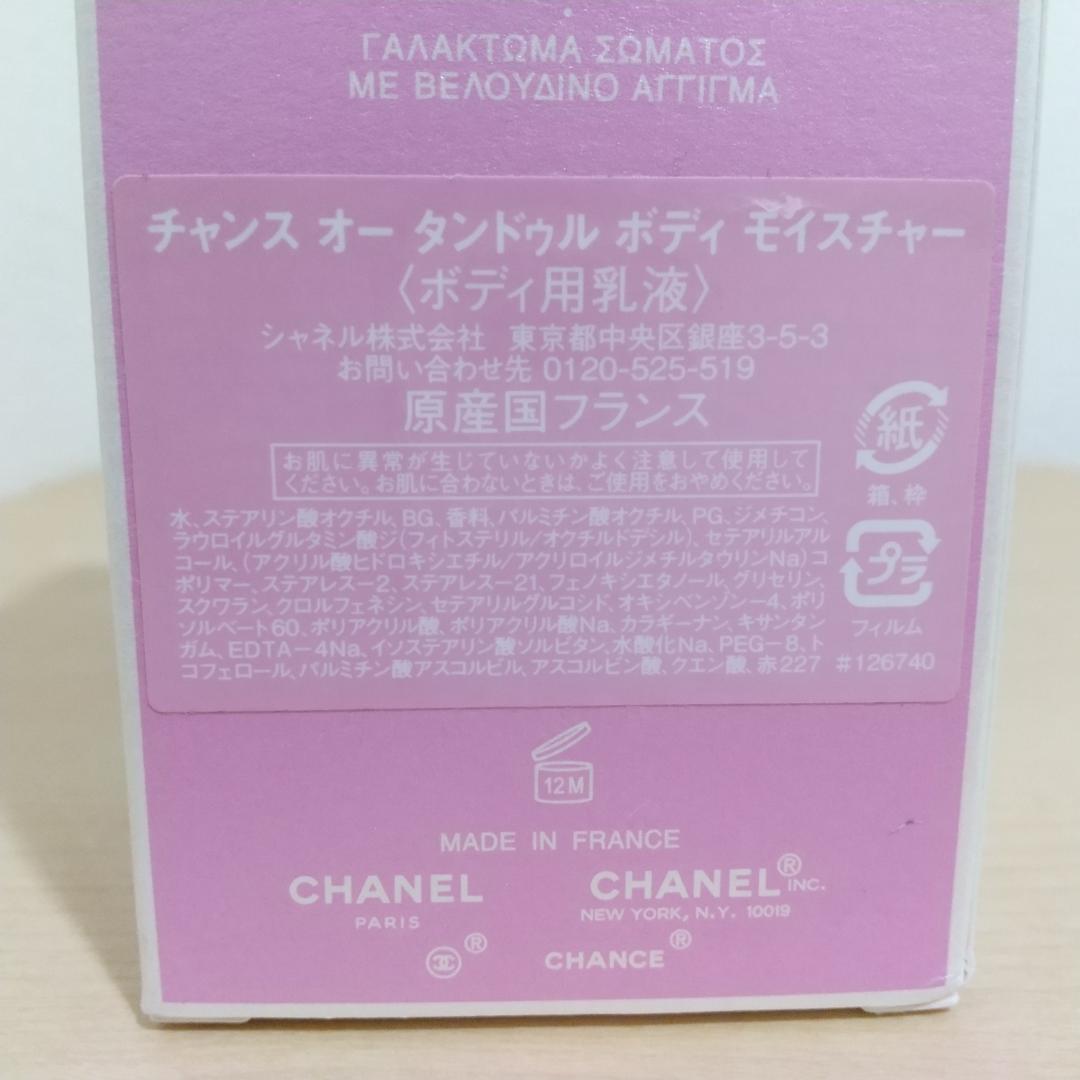 ΓΑΛΑΚΤΩΜΑ ΣΩΜΑΤΟΣ
ΜΕ ΒΕΛΟΥΔΙΝΟ ΑΓΓΙΓΜΑ
チャンス オー タンドゥル ボディ モイスチャー
〈ボディ用乳液〉
シャネル株式会社 東京都中央区銀座3-5-3
お問い合わせ先 0120-525-519
原産国フランス
お肌に異常が生じていないかよく注意して使用して
ください。お肌に合わないときは、ご使用をおやめください。
紙
箱、枠
水、ステアリン酸オクチル、BG、香料、パルミチン酸オクチル、PG、ジメチコン、
ラウロイルグルタミン酸ジ(フィトステリル/オクチルドデシル)、セテアリルアル
コール、(アクリル酸ヒドロキシエチル/アクリロイルジメチルタウリンNa)コ
ポリマー、ステアレス-2、ステアレス-21、フェノキシエタノール、グリセリン、
スクワラン、クロルフェネシン、セテアリルグルコシド、オキシベンゾン-4、ポリ
ソルベート60、ポリアクリル酸、ポリアクリル酸Na、カラギーナン、キサンタン
ガム、EDTA-4Na、イソステアリン酸ソルビタン、水酸化Na、PEG-8、ト
コフェロール、パルミチン酸アスコルビル、アスコルビン酸、クエン酸、赤227
プラ
フィルム
#126740
12M
MADE IN FRANCE
CHANEL
PARIS
CHANEL® INC.
NEW YORK, N.Y. 10019
®
CHANCE®